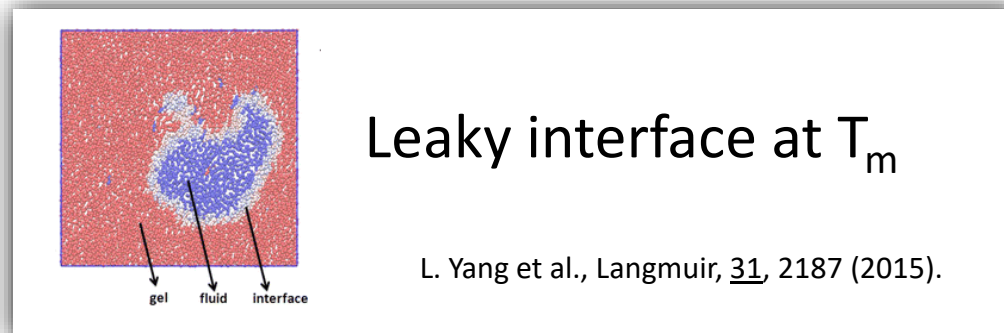 Leaky interface at Tm
L. Yang et al., Langmuir, 31, 2187 (2015).
gel fluid interface